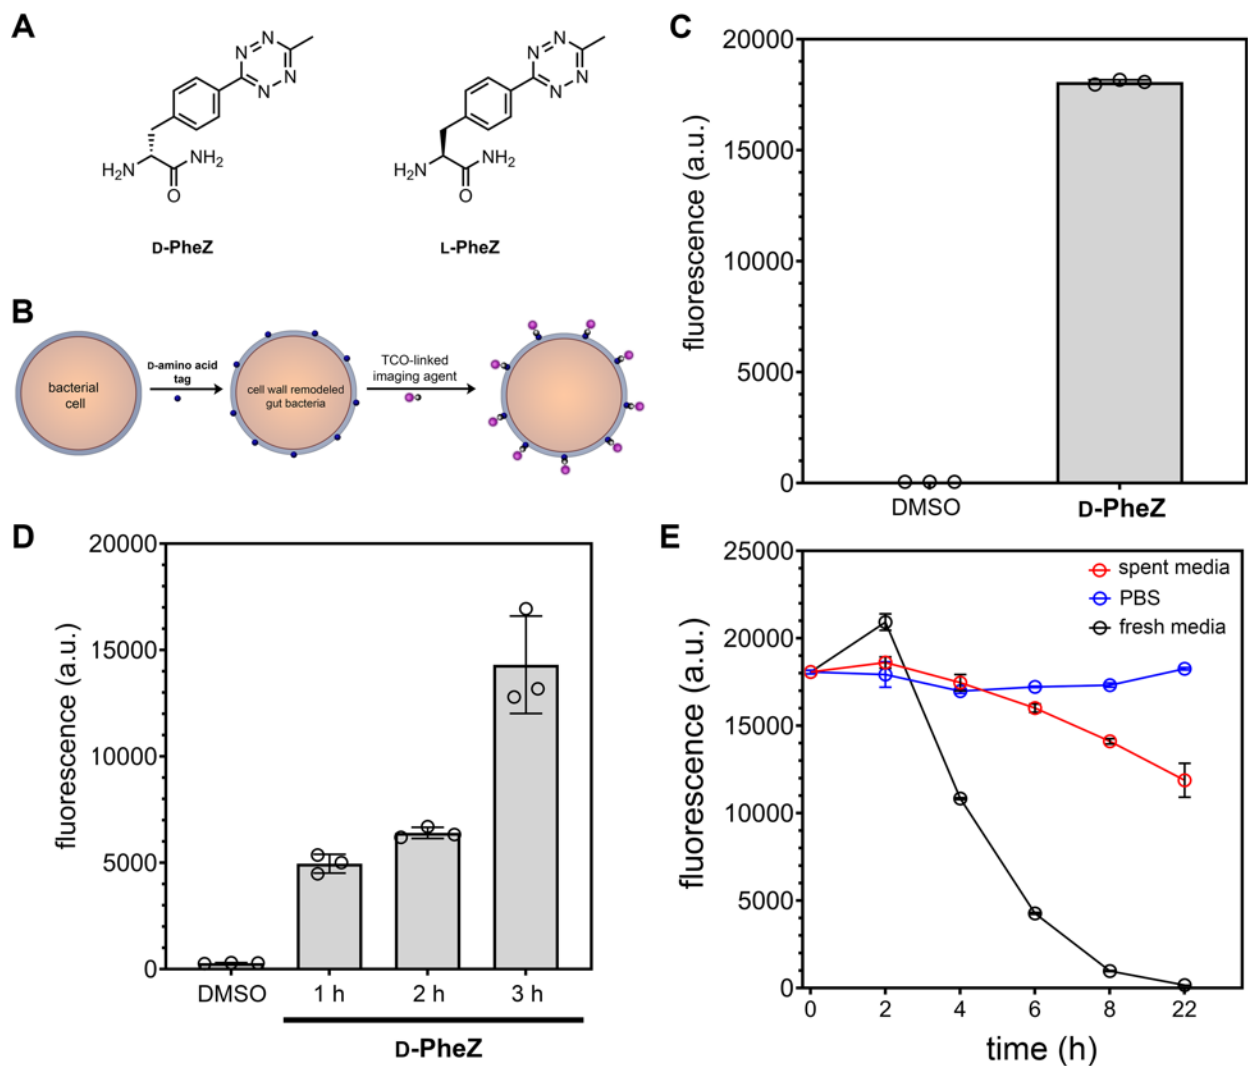 A
N N
N N
H₂N NH₂
O
D-PheZ
N N
N N
H₂N NH₂
O
L-PheZ
B
bacterial
cell
D-amino acid
tag
cell wall remodeled
gut bacteria
TCO-linked
imaging agent
C
fluorescence (a.u.)
20000
15000
10000
5000
0
DMSO
D-PheZ
D
fluorescence (a.u.)
20000
15000
10000
5000
0
DMSO 1 h 2 h 3 h
D-PheZ
E
fluorescence (a.u.)
25000
20000
15000
10000
5000
0
spent media
PBS
fresh media
0 2 4 6 8 22
time (h)